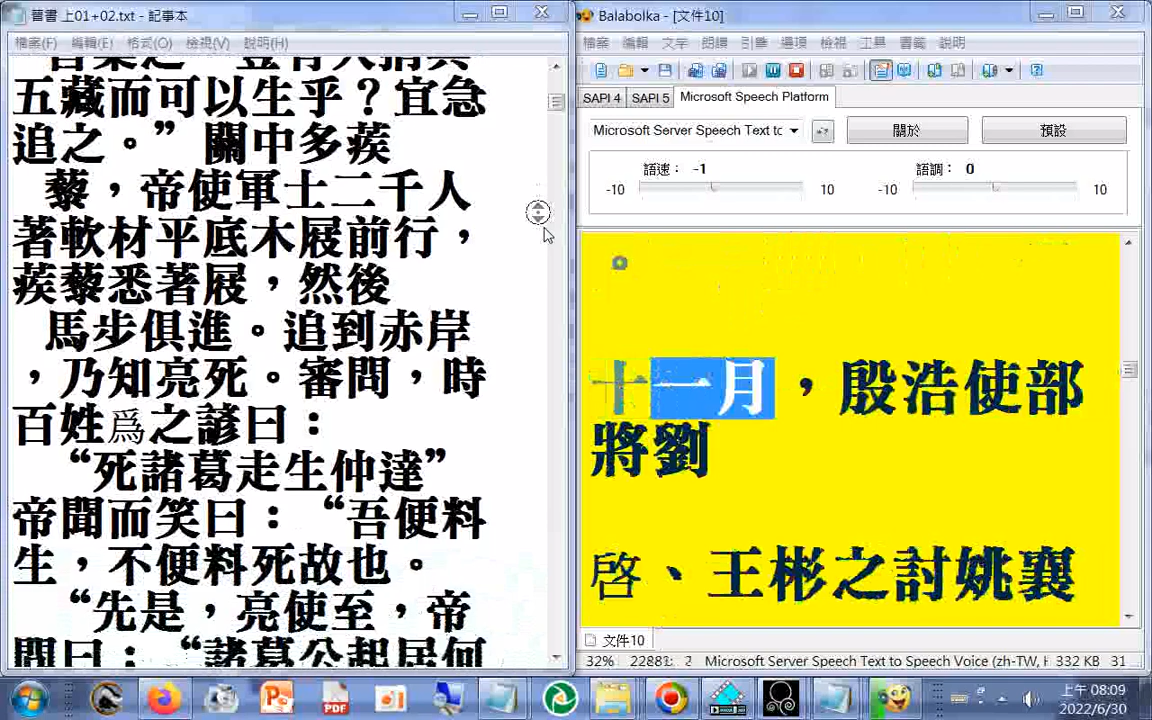 晉書 上01+02.txt - 記事本
檔案(F) 編輯(E) 格式(O) 檢視(V) 說明(H)
五藏而可以生乎？宜急
追之。”關中多蒺
藜，帝使軍士二千人
著軟材平底木屐前行，
蒺藜悉著屐，然後
馬步俱進。追到赤岸
，乃知亮死。審問，時
百姓爲之諺曰：
“死諸葛走生仲達”
帝聞而笑曰：“吾便料
生，不便料死故也。
“先是，亮使至，帝
問曰：“諸葛公起居何
Balabolka - [文件10]
檔案 編輯 文字 朗讀 引擎 選項 檢視 工具 書籤 說明
SAPI 4 SAPI 5 Microsoft Speech Platform
Microsoft Server Speech Text to 關於 預設
語速： -1 語調： 0
-10 10 -10 10
十一月，殷浩使部
將劉
啓、王彬之討姚襄
文件10
32% 22881: 2 Microsoft Server Speech Text to Speech Voice (zh-TW, H 332 KB 31
上午 08:09
2022/6/30